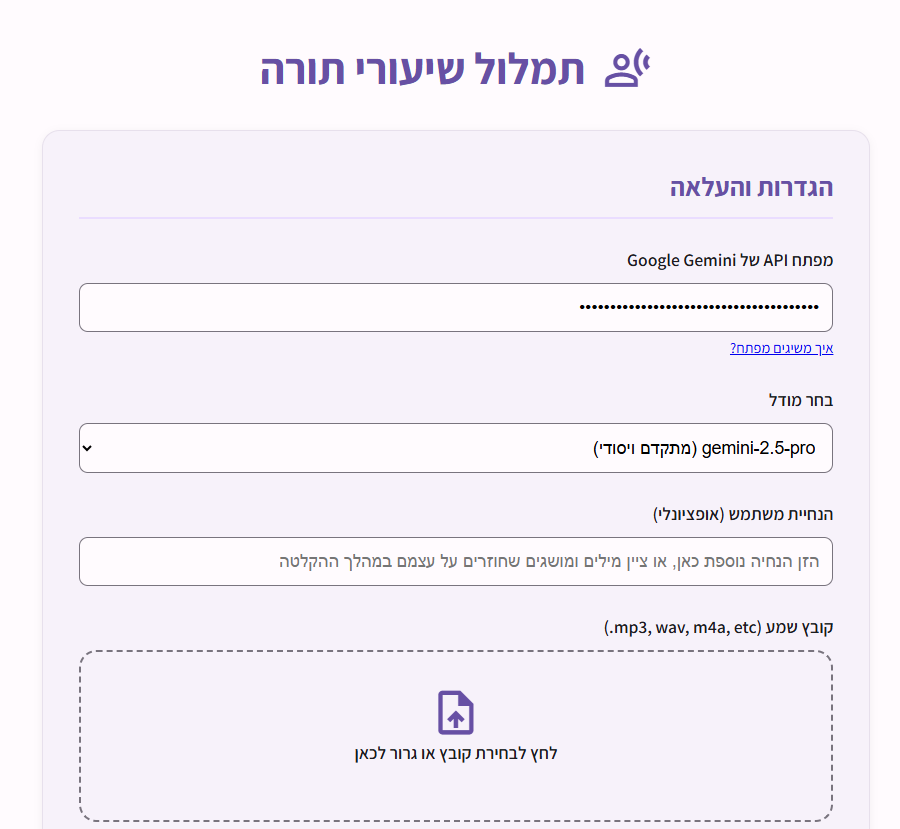 תמלול שיעורי תורה
הגדרות והעלאה
מפתח API של Google Gemini
••••••••••••••••••••••••••••••••••••••
איך משיגים מפתח?
בחר מודל
gemini-2.5-pro (מתקדם ויסודי)
הנחיית משתמש (אופציונלי)
הזן הנחיה נוספת כאן, או ציין מילים ומושגים שחוזרים על עצמם במהלך ההקלטה
קובץ שמע (mp3, wav, m4a, etc.)
לחץ לבחירת קובץ או גרור לכאן